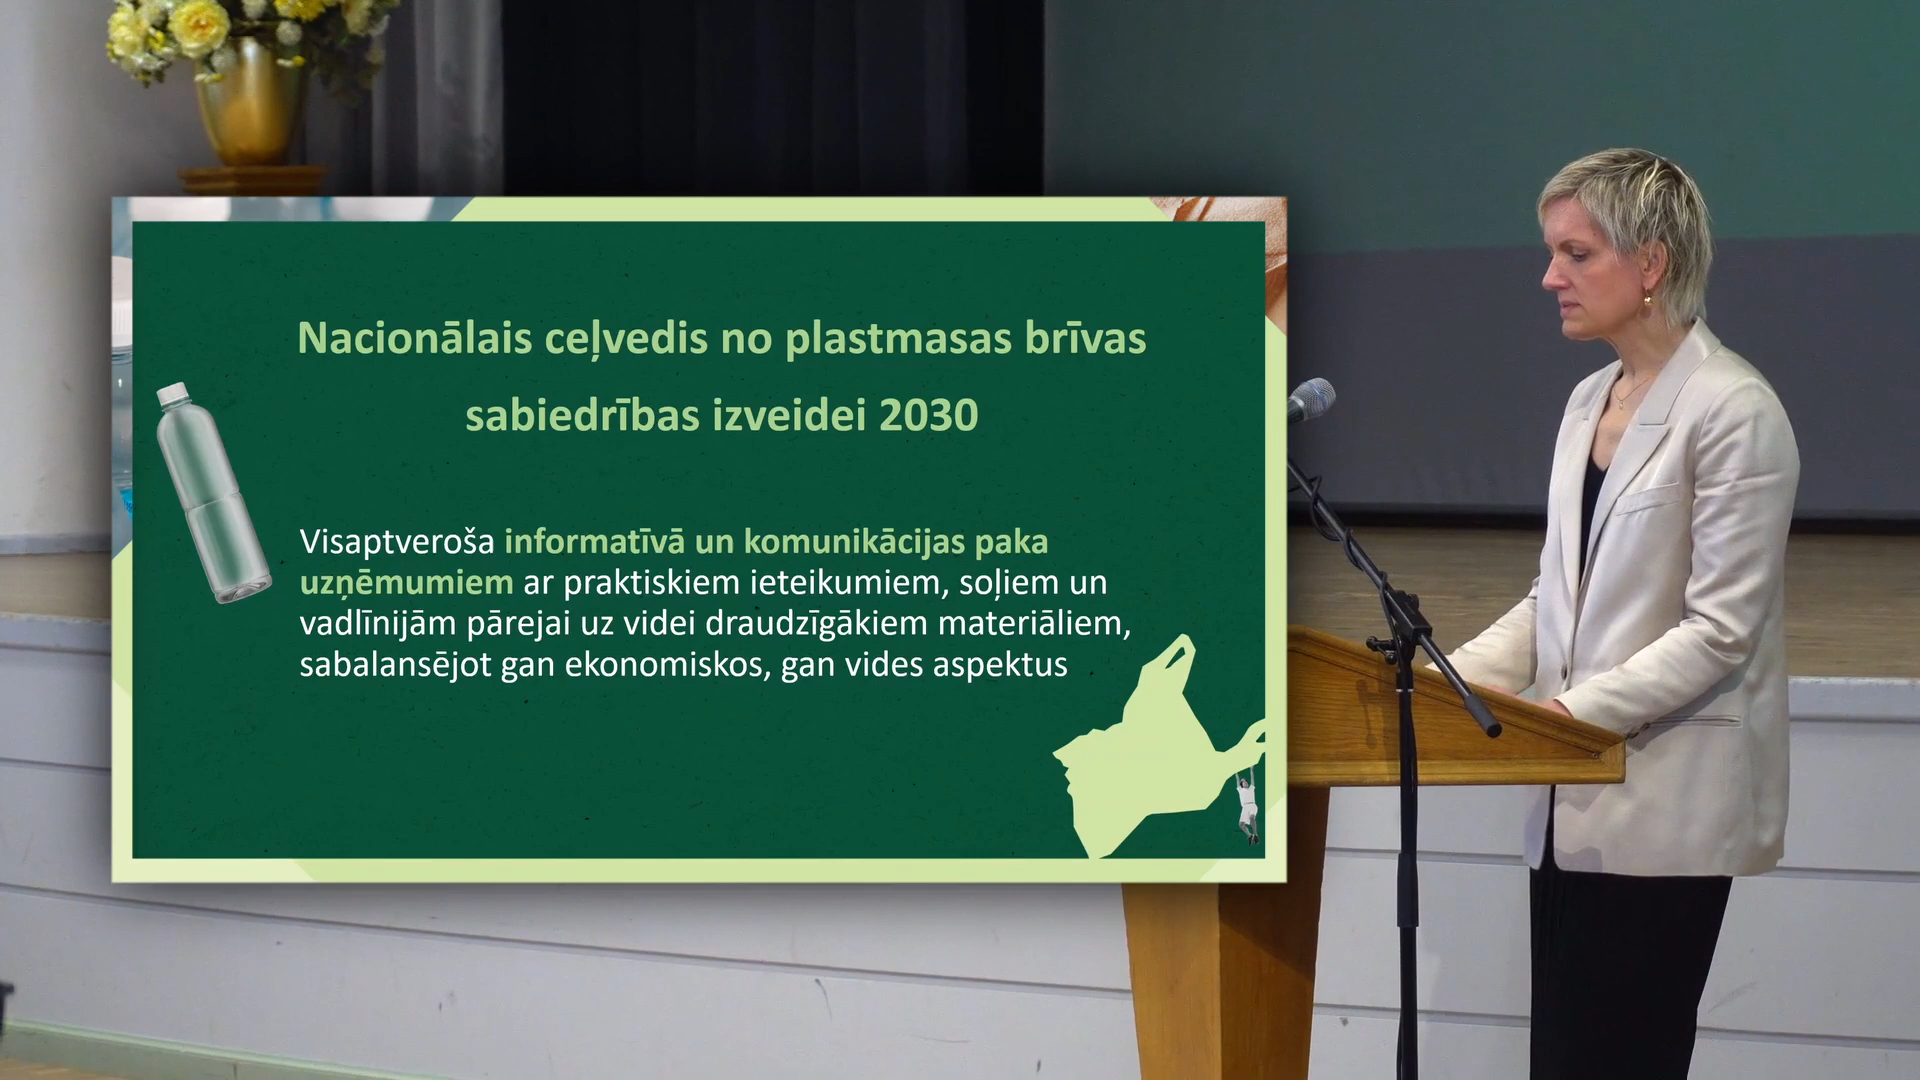 Nacionālais ceļvedis no plastmasas brīvas
sabiedrības izveidei 2030
Visaptveroša informatīvā un komunikācijas paka
uzņēmumiem ar praktiskiem ieteikumiem, soļiem un
vadlīnijām pārejai uz videi draudzīgākiem materiāliem,
sabalansējot gan ekonomiskos, gan vides aspektus